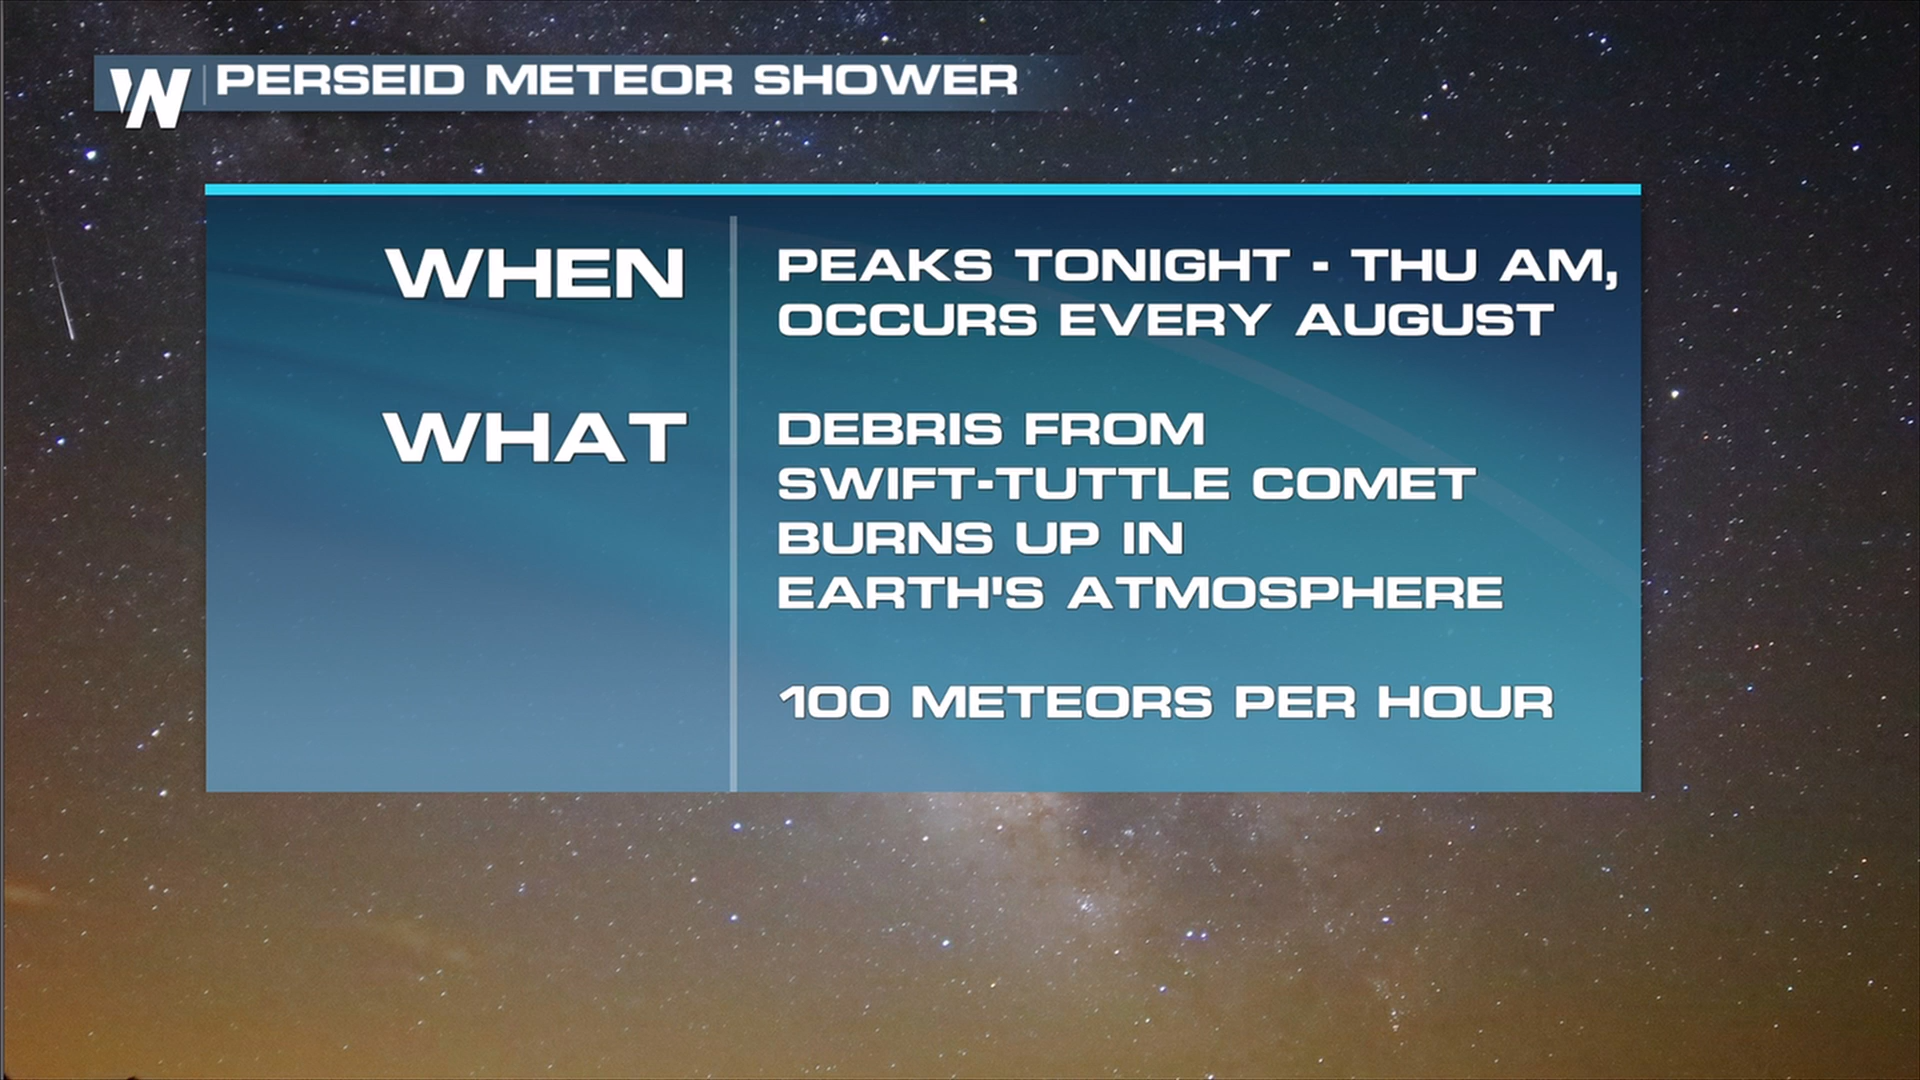 W PERSEID METEOR SHOWER
WHEN
PEAKS TONIGHT - THU AM,
OCCURS EVERY AUGUST
WHAT
DEBRIS FROM
SWIFT-TUTTLE COMET
BURNS UP IN
EARTH'S ATMOSPHERE
100 METEORS PER HOUR